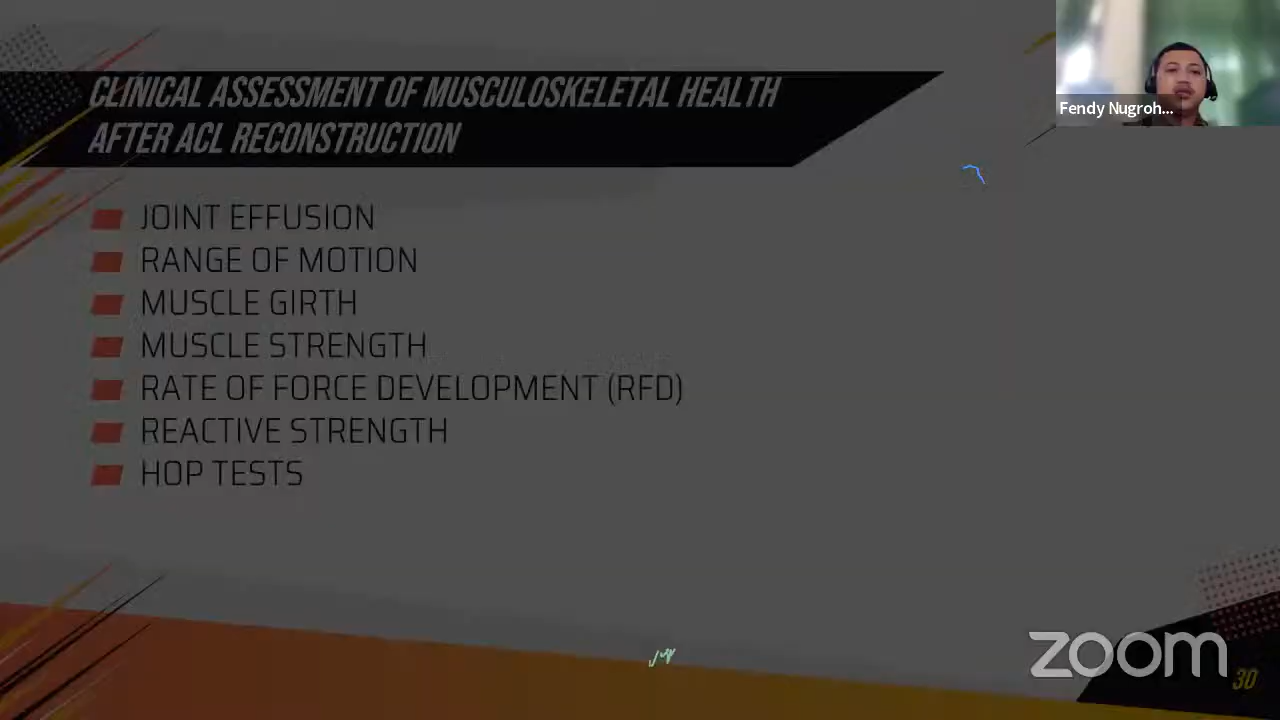 CLINICAL ASSESSMENT OF MUSCULOSKELETAL HEALTH
AFTER ACL RECONSTRUCTION
Fendy Nugroh...
JOINT EFFUSION
RANGE OF MOTION
MUSCLE GIRTH
MUSCLE STRENGTH
RATE OF FORCE DEVELOPMENT (RFD)
REACTIVE STRENGTH
HOP TESTS
zoom
30